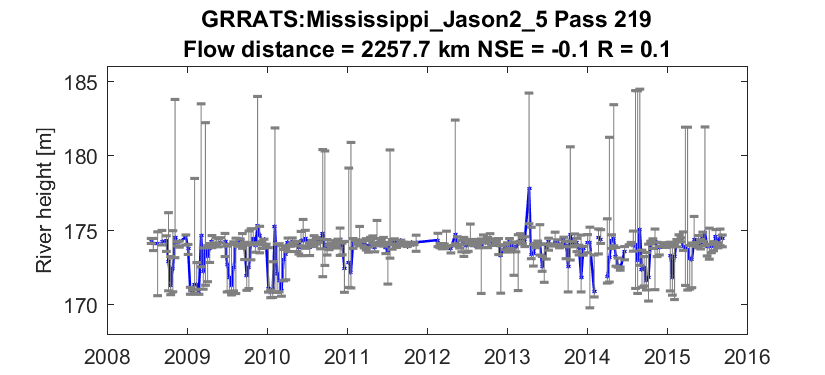 GRRATS:Mississippi_Jason2_5 Pass 219
Flow distance = 2257.7 km NSE = -0.1 R = 0.1
185
180
175
170
River height [m]
2008 2009 2010 2011 2012 2013 2014 2015 2016